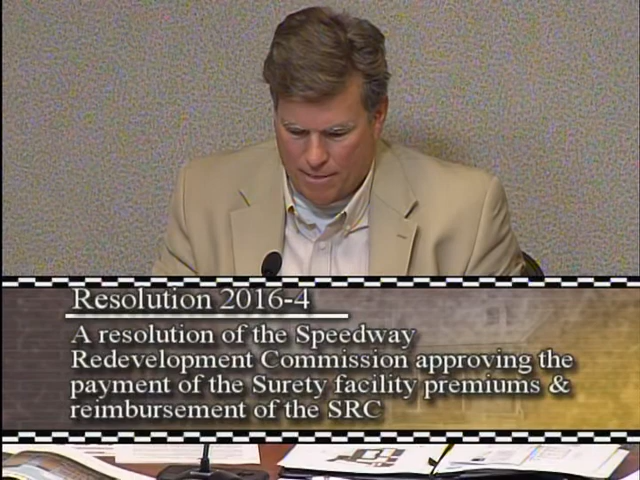 Resolution 2016-4
A resolution of the Speedway
Redevelopment Commission approving the
payment of the Surety facility premiums &
reimbursement of the SRC